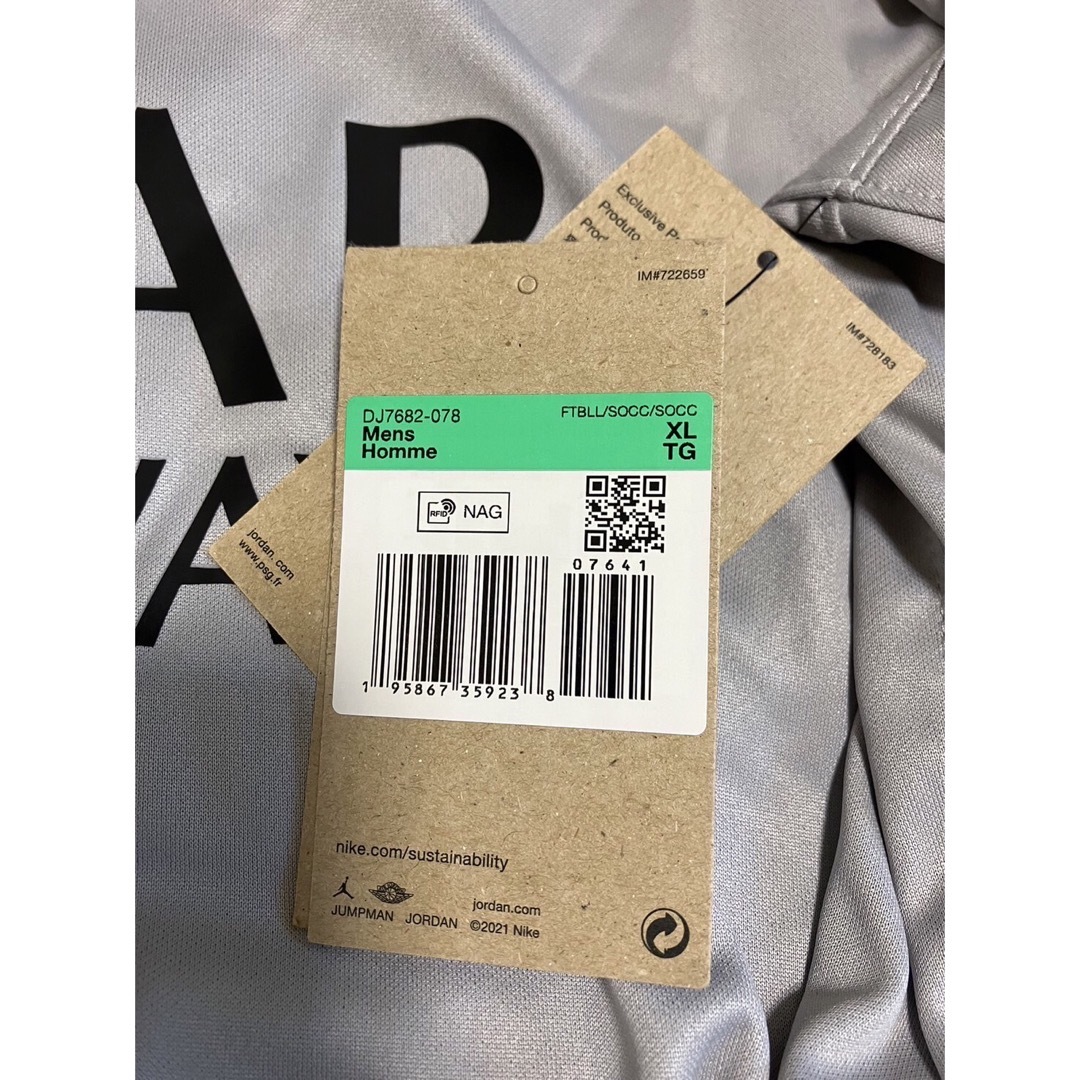 AP
Exclusive
Produto
IM#722659
IM#728183
DJ7682-078
FTBLL/SOCC/SOCC
Mens
XL
Homme
TG
RFID NAG
jordan. com
www.psg.fr
07641
1 95867 35923 8
nike.com/sustainability
jordan.com
JUMPMAN JORDAN ©2021 Nike